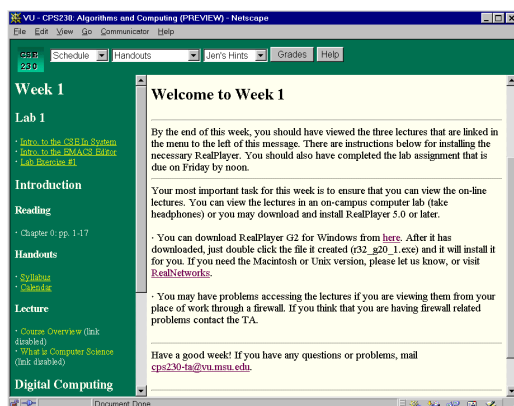 VU - CPS230: Algorithms and Computing (PREVIEW) - Netscape
File Edit View Go Communicator Help
CSE
230
Schedule Handouts Jen's Hints Grades Help
Week 1
Lab 1
· Intro. to the CSE In System
· Intro. to the EMACS Editor
· Lab Exercise #1
Introduction
Reading
· Chapter 0: pp. 1-17
Handouts
· Syllabus
· Calendar
Lecture
· Course Overview (link
disabled)
· What is Computer Science
(link disabled)
Digital Computing
Welcome to Week 1
By the end of this week, you should have viewed the three lectures that are linked in
the menu to the left of this message. There are instructions below for installing the
necessary RealPlayer. You should also have completed the lab assignment that is
due on Friday by noon.
Your most important task for this week is to ensure that you can view the on-line
lectures. You can view the lectures in an on-campus computer lab (take
headphones) or you may download and install RealPlayer 5.0 or later.
· You can download RealPlayer G2 for Windows from here. After it has
downloaded, just double click the file it created (r32_g20_1.exe) and it will install it
for you. If you need the Macintosh or Unix version, please let us know, or visit
RealNetworks.
· You may have problems accessing the lectures if you are viewing them from your
place of work through a firewall. If you think that you are having firewall related
problems contact the TA.
Have a good week! If you have any questions or problems, mail
cps230-ta@vu.msu.edu.
Document Done